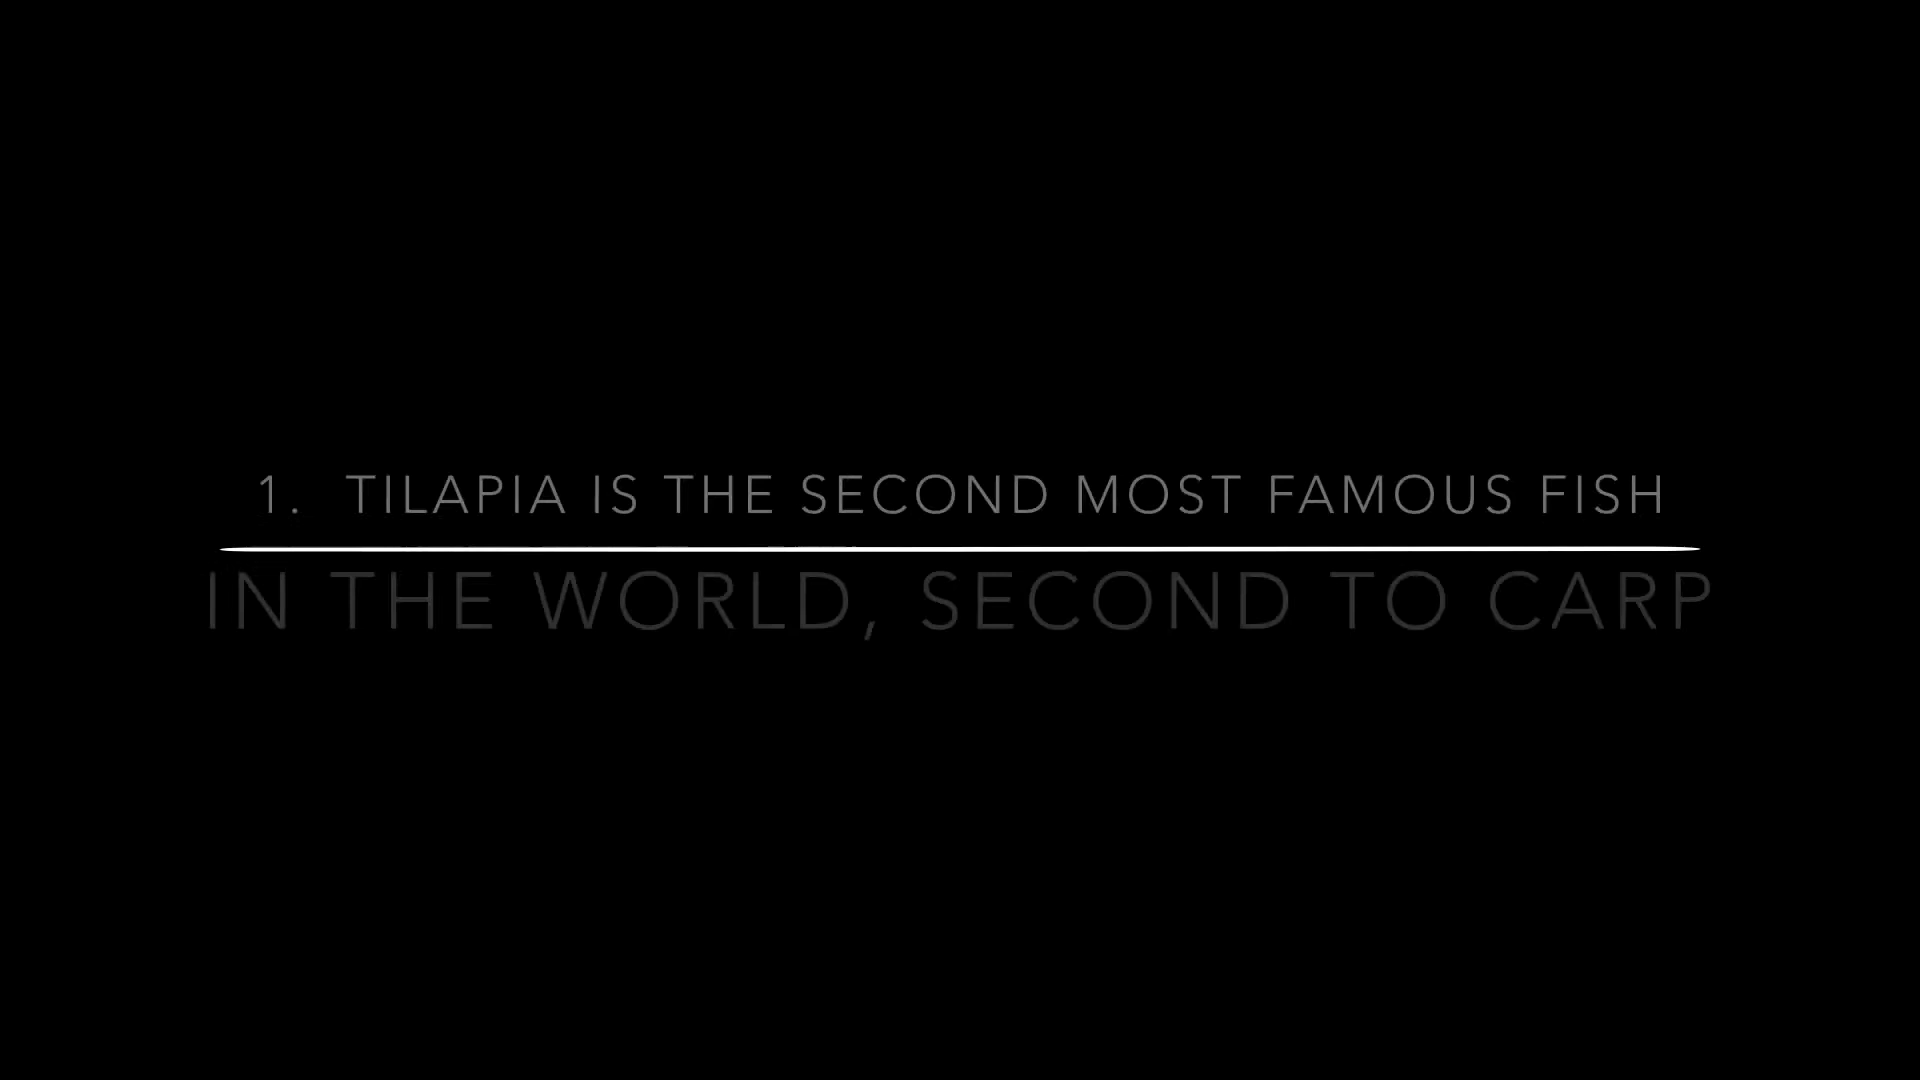 1. TILAPIA IS THE SECOND MOST FAMOUS FISH
IN THE WORLD, SECOND TO CARP